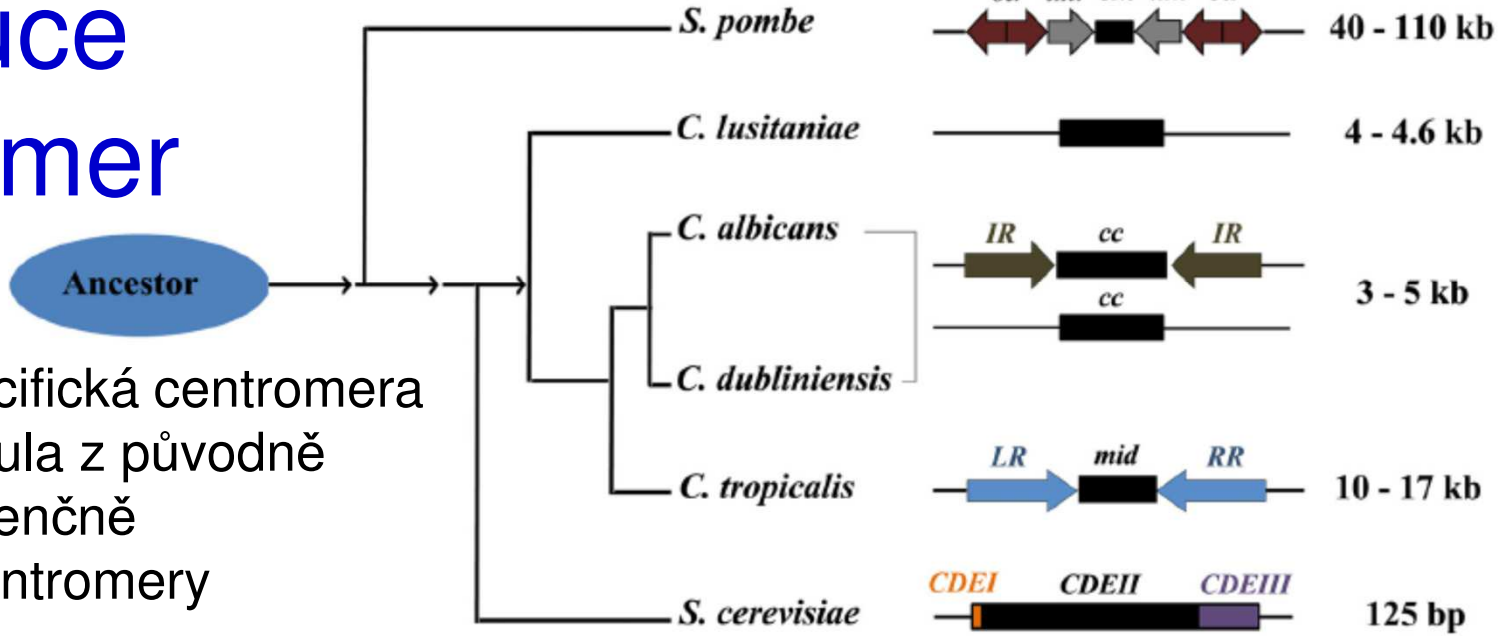 uce
mer
S. pombe
40 - 110 kb
C. lusitaniae
4 - 4.6 kb
C. albicans
IR cc IR
Ancestor
3 - 5 kb
cc
C. dubliniensis
cifická centromera
ula z původně
enčně
ntromery
LR mid RR
C. tropicalis
10 - 17 kb
CDEI CDEII CDEIII
S. cerevisiae
125 bp